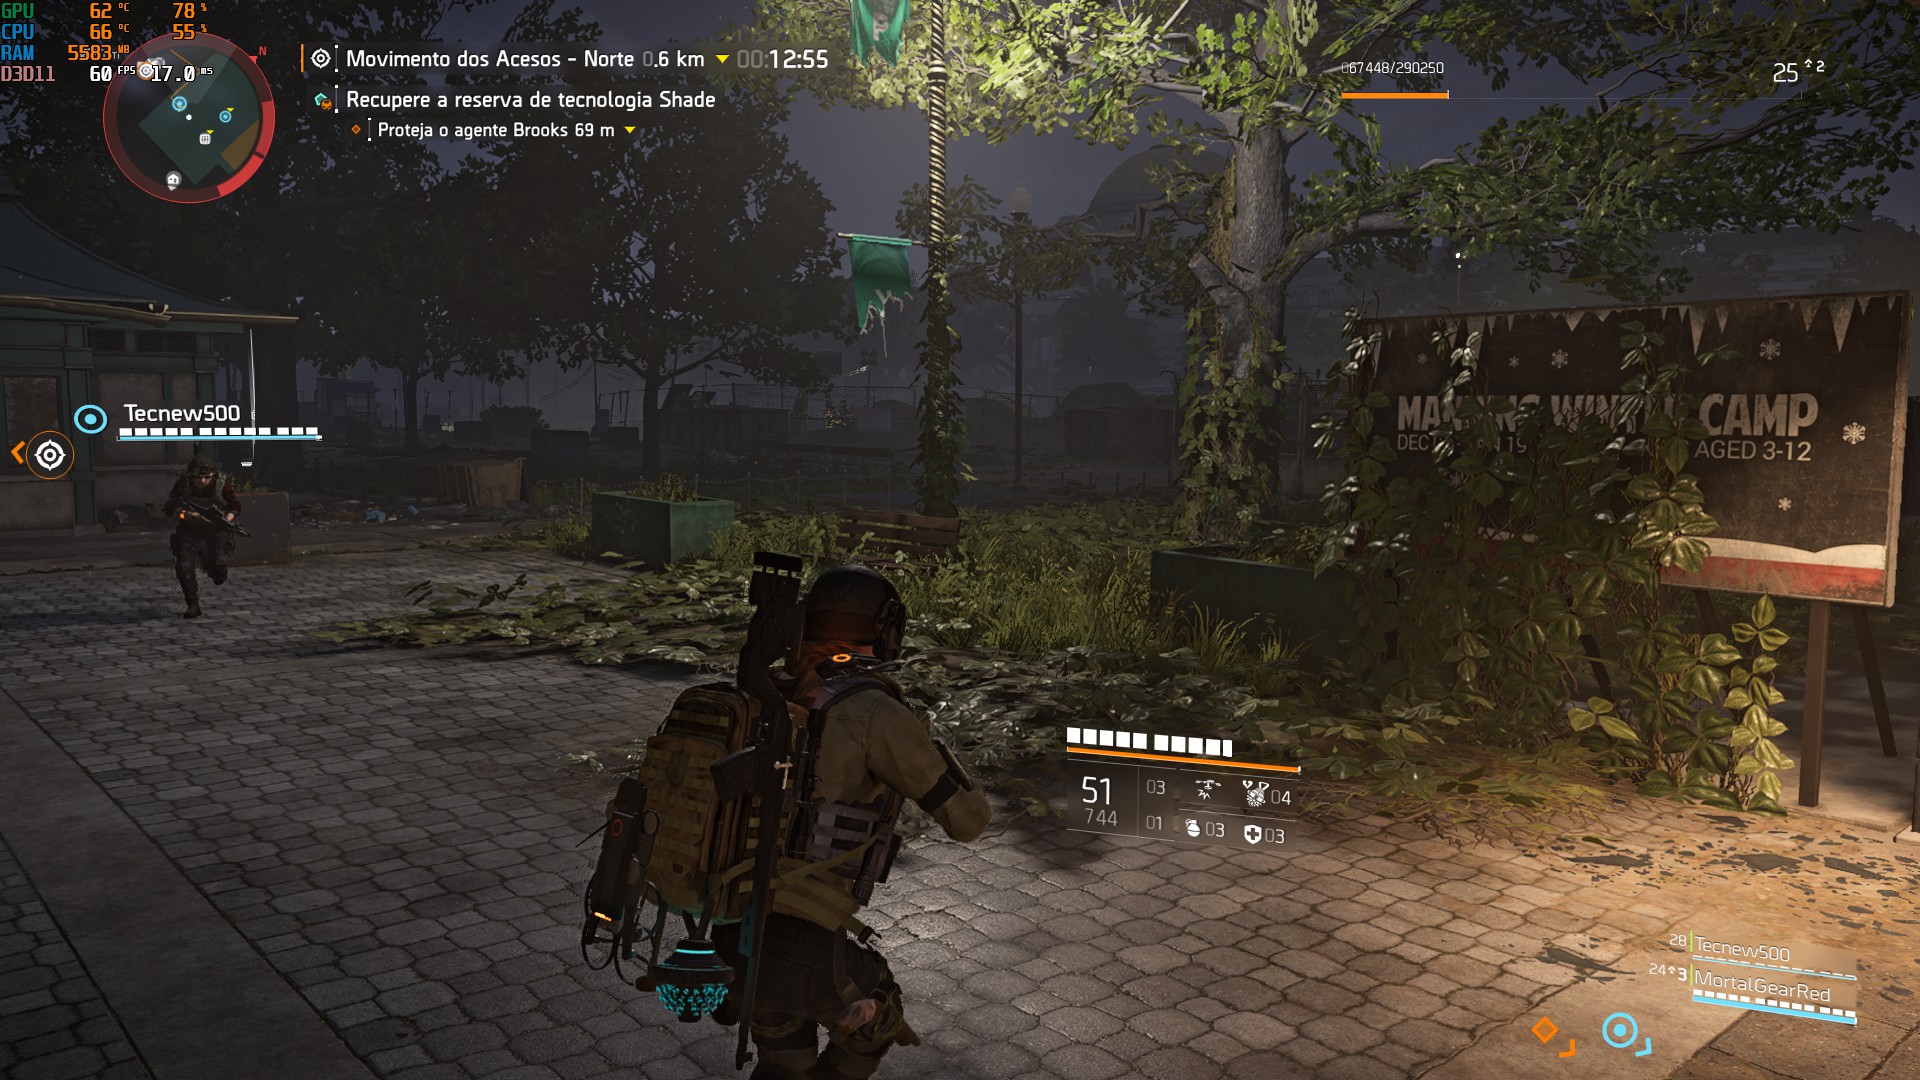 GPU 62 °C 78 %
CPU 66 °C 55 %
RAM 5583 MB
D3D11 60 FPS 17.0 ms
N
Movimento dos Acesos - Norte 0.6 km 00:12:55
Recupere a reserva de tecnologia Shade
Proteja o agente Brooks 69 m
067448/290250
25 2
Tecnew500
CAMP
AGED 3-12
51
744
03
04
01
03
03
28 Tecnew500
24 3 MortalGearRed